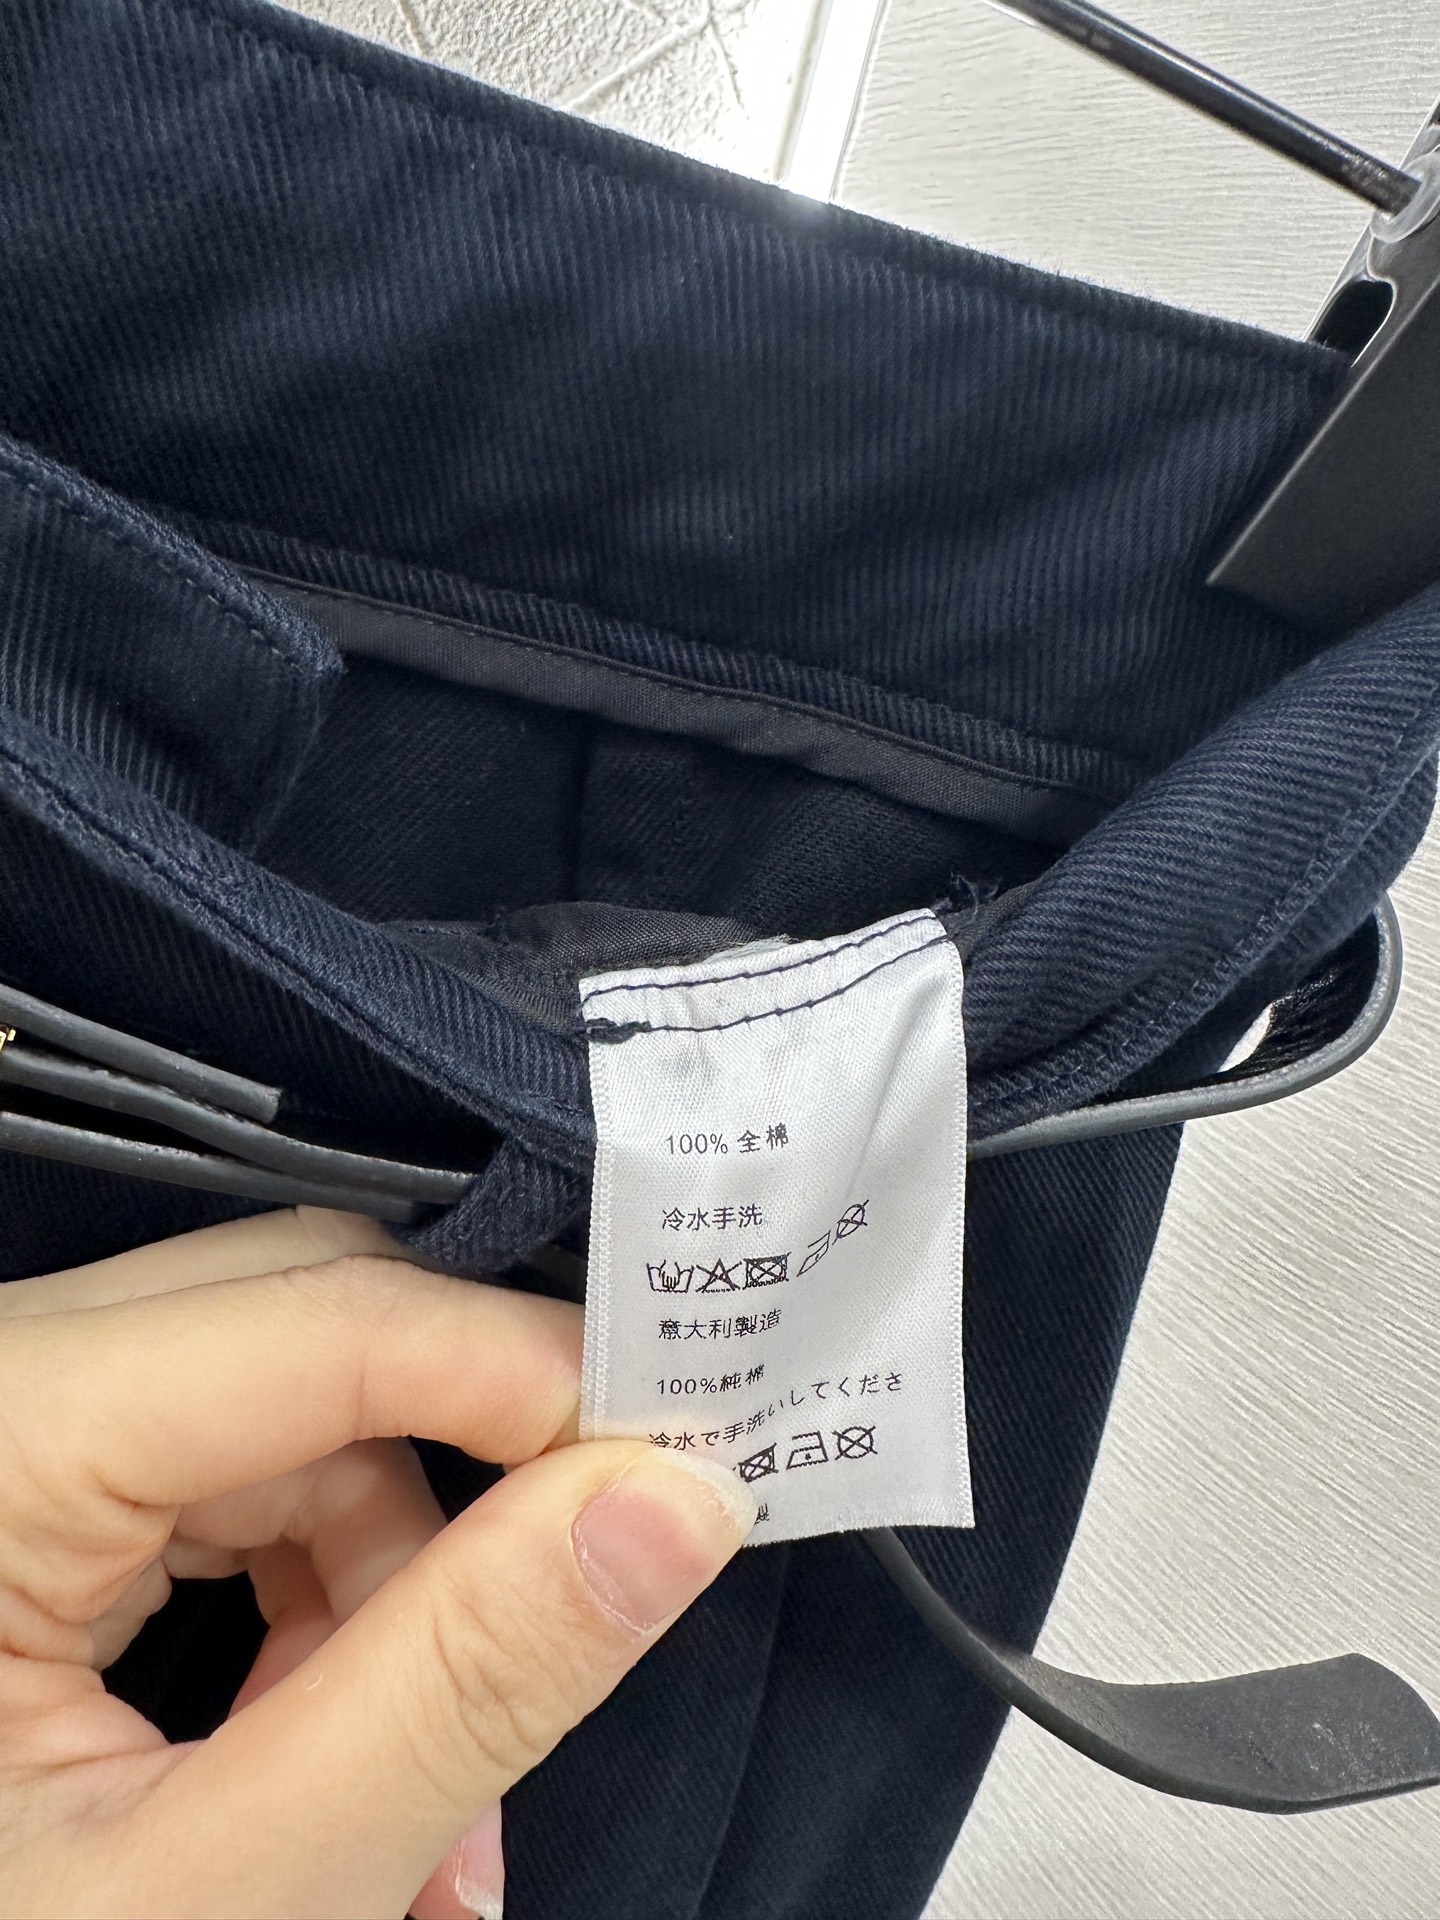 100% 全棉
冷水手洗
意大利製造
100%純棉
冷水で手洗いしてくださ
製